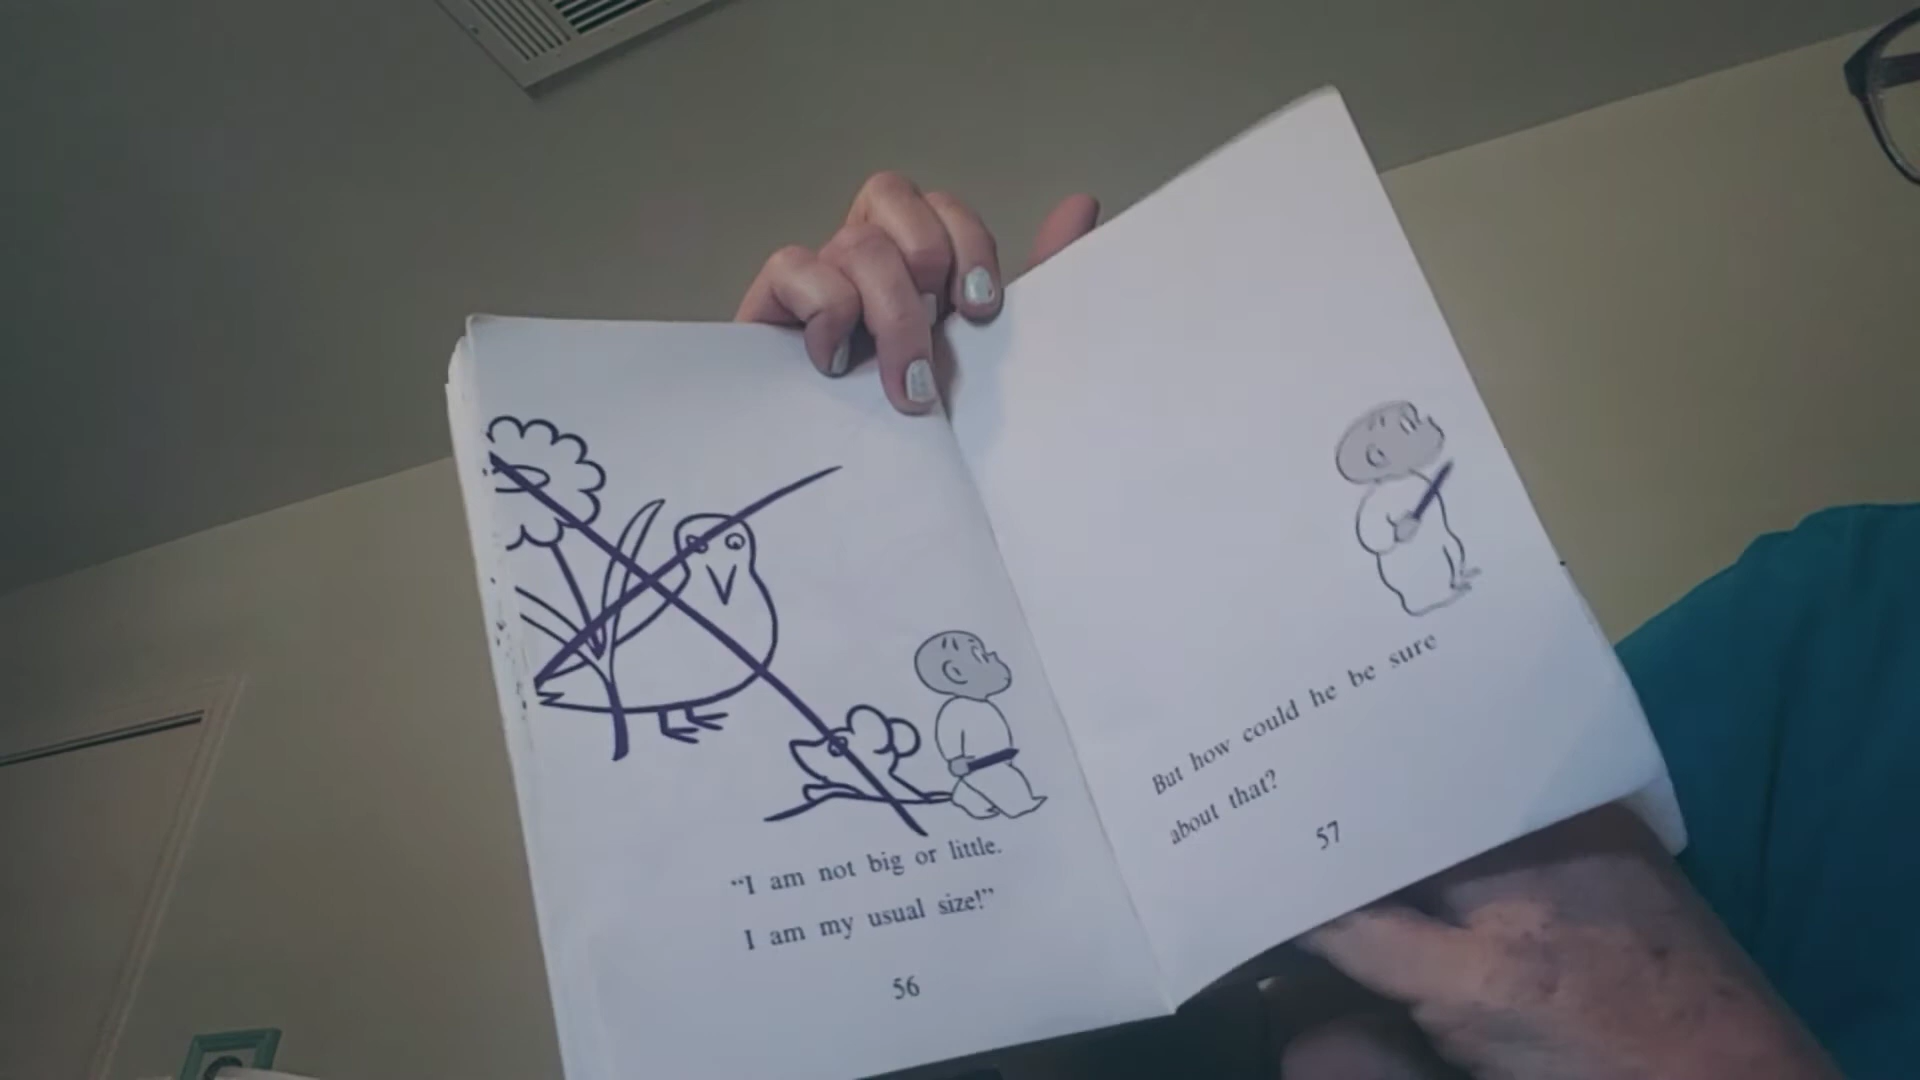 “I am not big or little.
I am my usual size!”
56
But how could he be sure
about that?
57